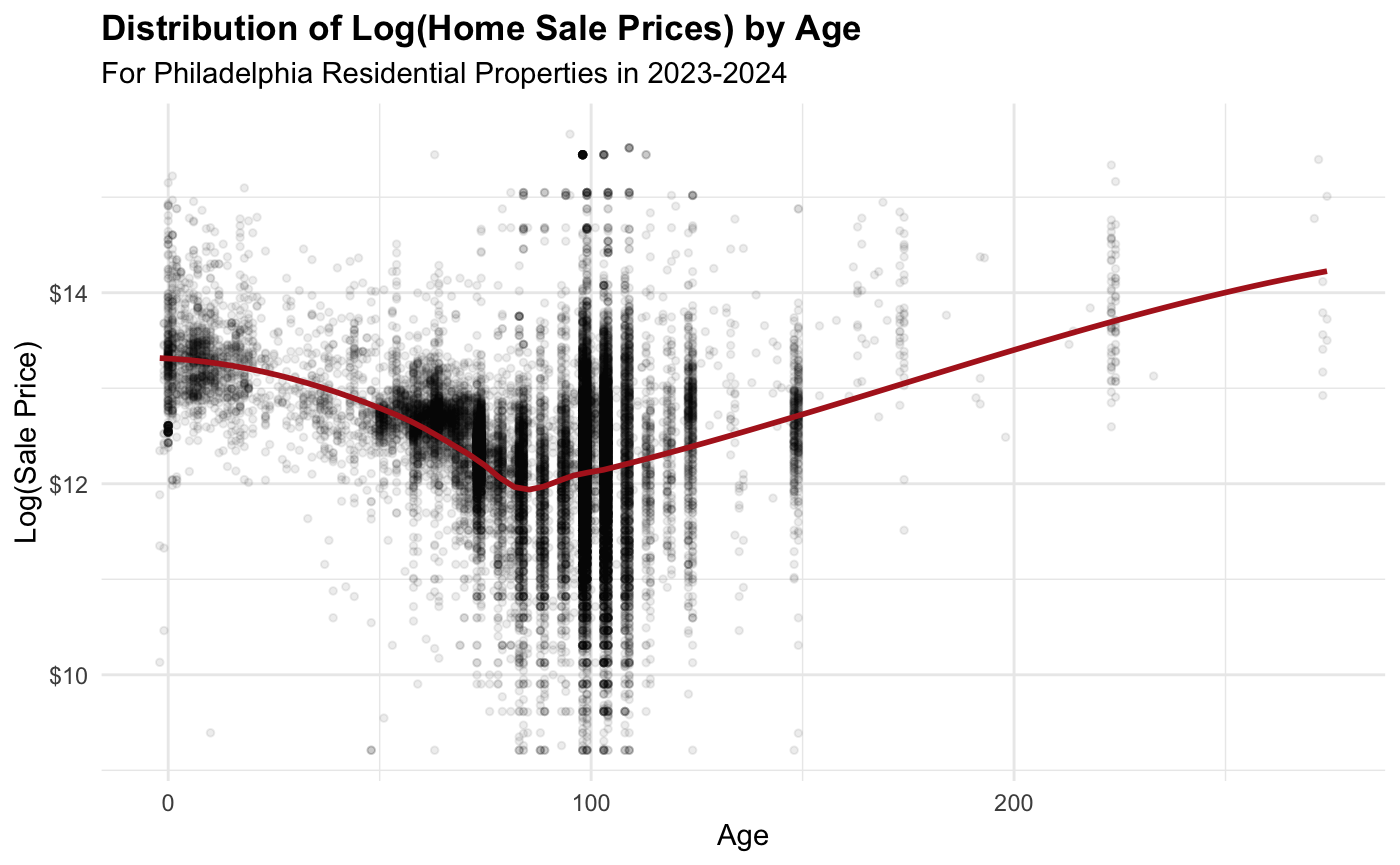 Distribution of Log(Home Sale Prices) by Age
For Philadelphia Residential Properties in 2023-2024
Log(Sale Price)
$14
$12
$10
0
100
200
Age